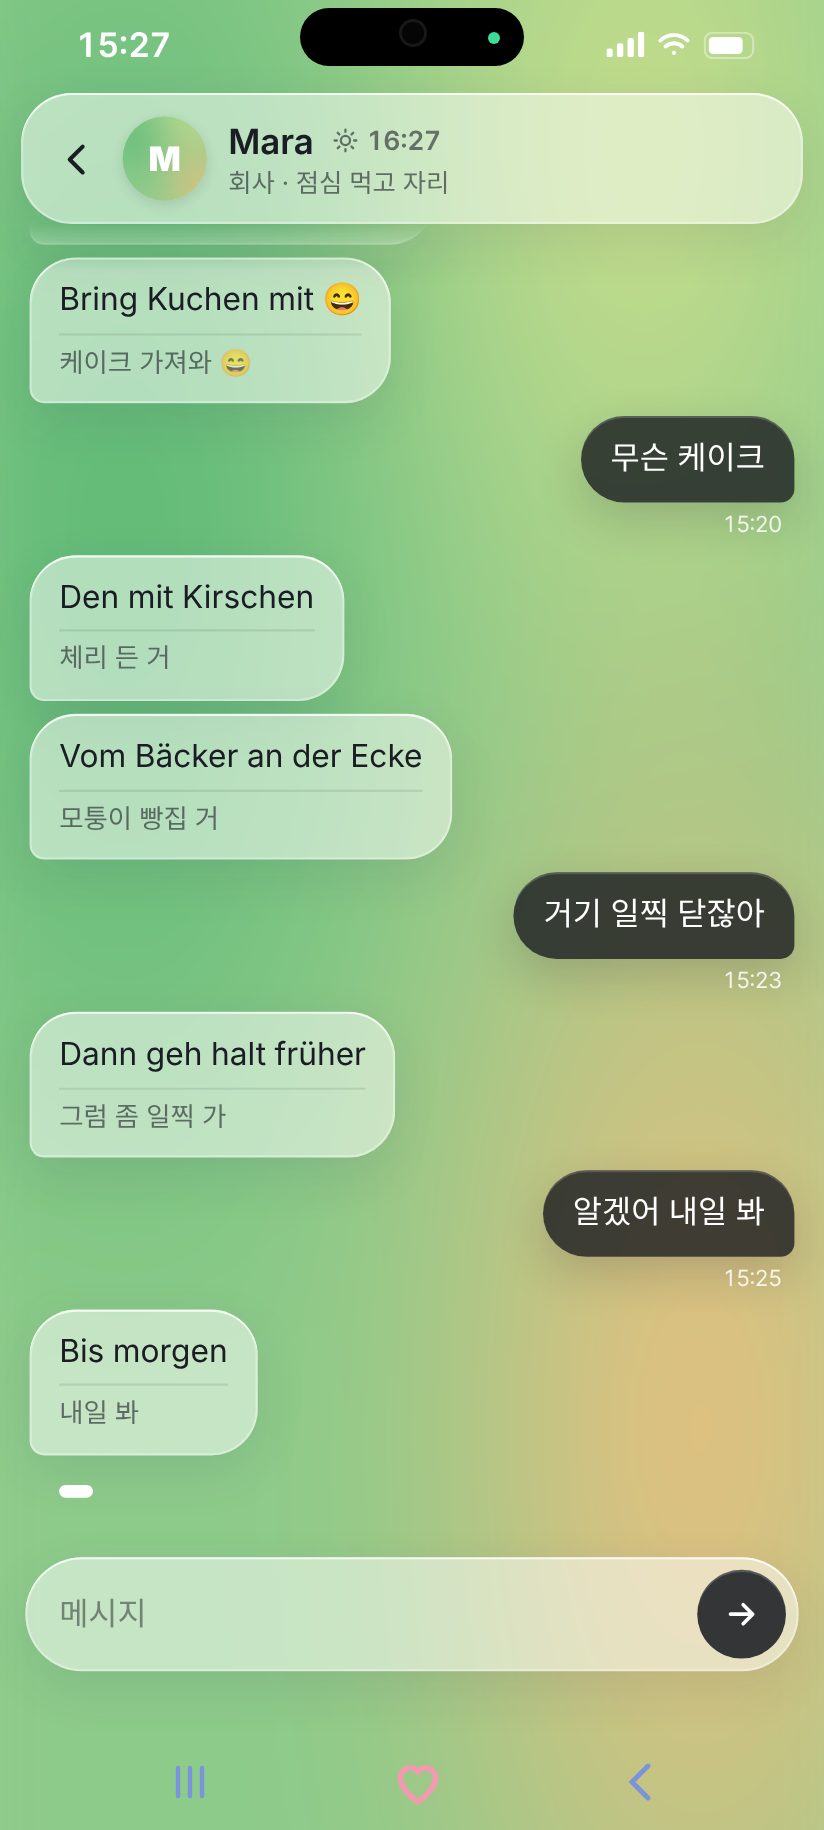 15:27
M
Mara 16:27
회사 · 점심 먹고 자리
Bring Kuchen mit 😄
케이크 가져와 😄
무슨 케이크
15:20
Den mit Kirschen
체리 든 거
Vom Bäcker an der Ecke
모퉁이 빵집 거
거기 일찍 닫잖아
15:23
Dann geh halt früher
그럼 좀 일찍 가
알겠어 내일 봐
15:25
Bis morgen
내일 봐
메시지